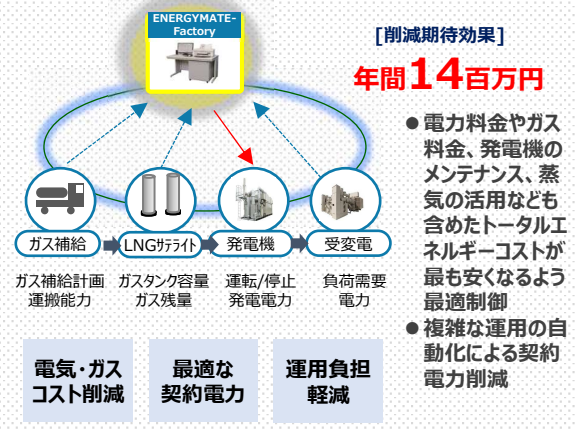 ENERGYMATE-
Factory
[削減期待効果]
年間14百万円
● 電力料金やガス
料金、発電機の
メンテナンス、蒸
気の活用なども
含めたトータルエ
ネルギーコストが
最も安くなるよう
最適制御
● 複雑な運用の自
動化による契約
電力削減
ガス補給
LNGｻﾃﾗｲﾄ
発電機
受変電
ガス補給計画
運搬能力
ガスタンク容量
ガス残量
運転/停止
発電電力
負荷需要
電力
電気・ガス
コスト削減
最適な
契約電力
運用負担
軽減